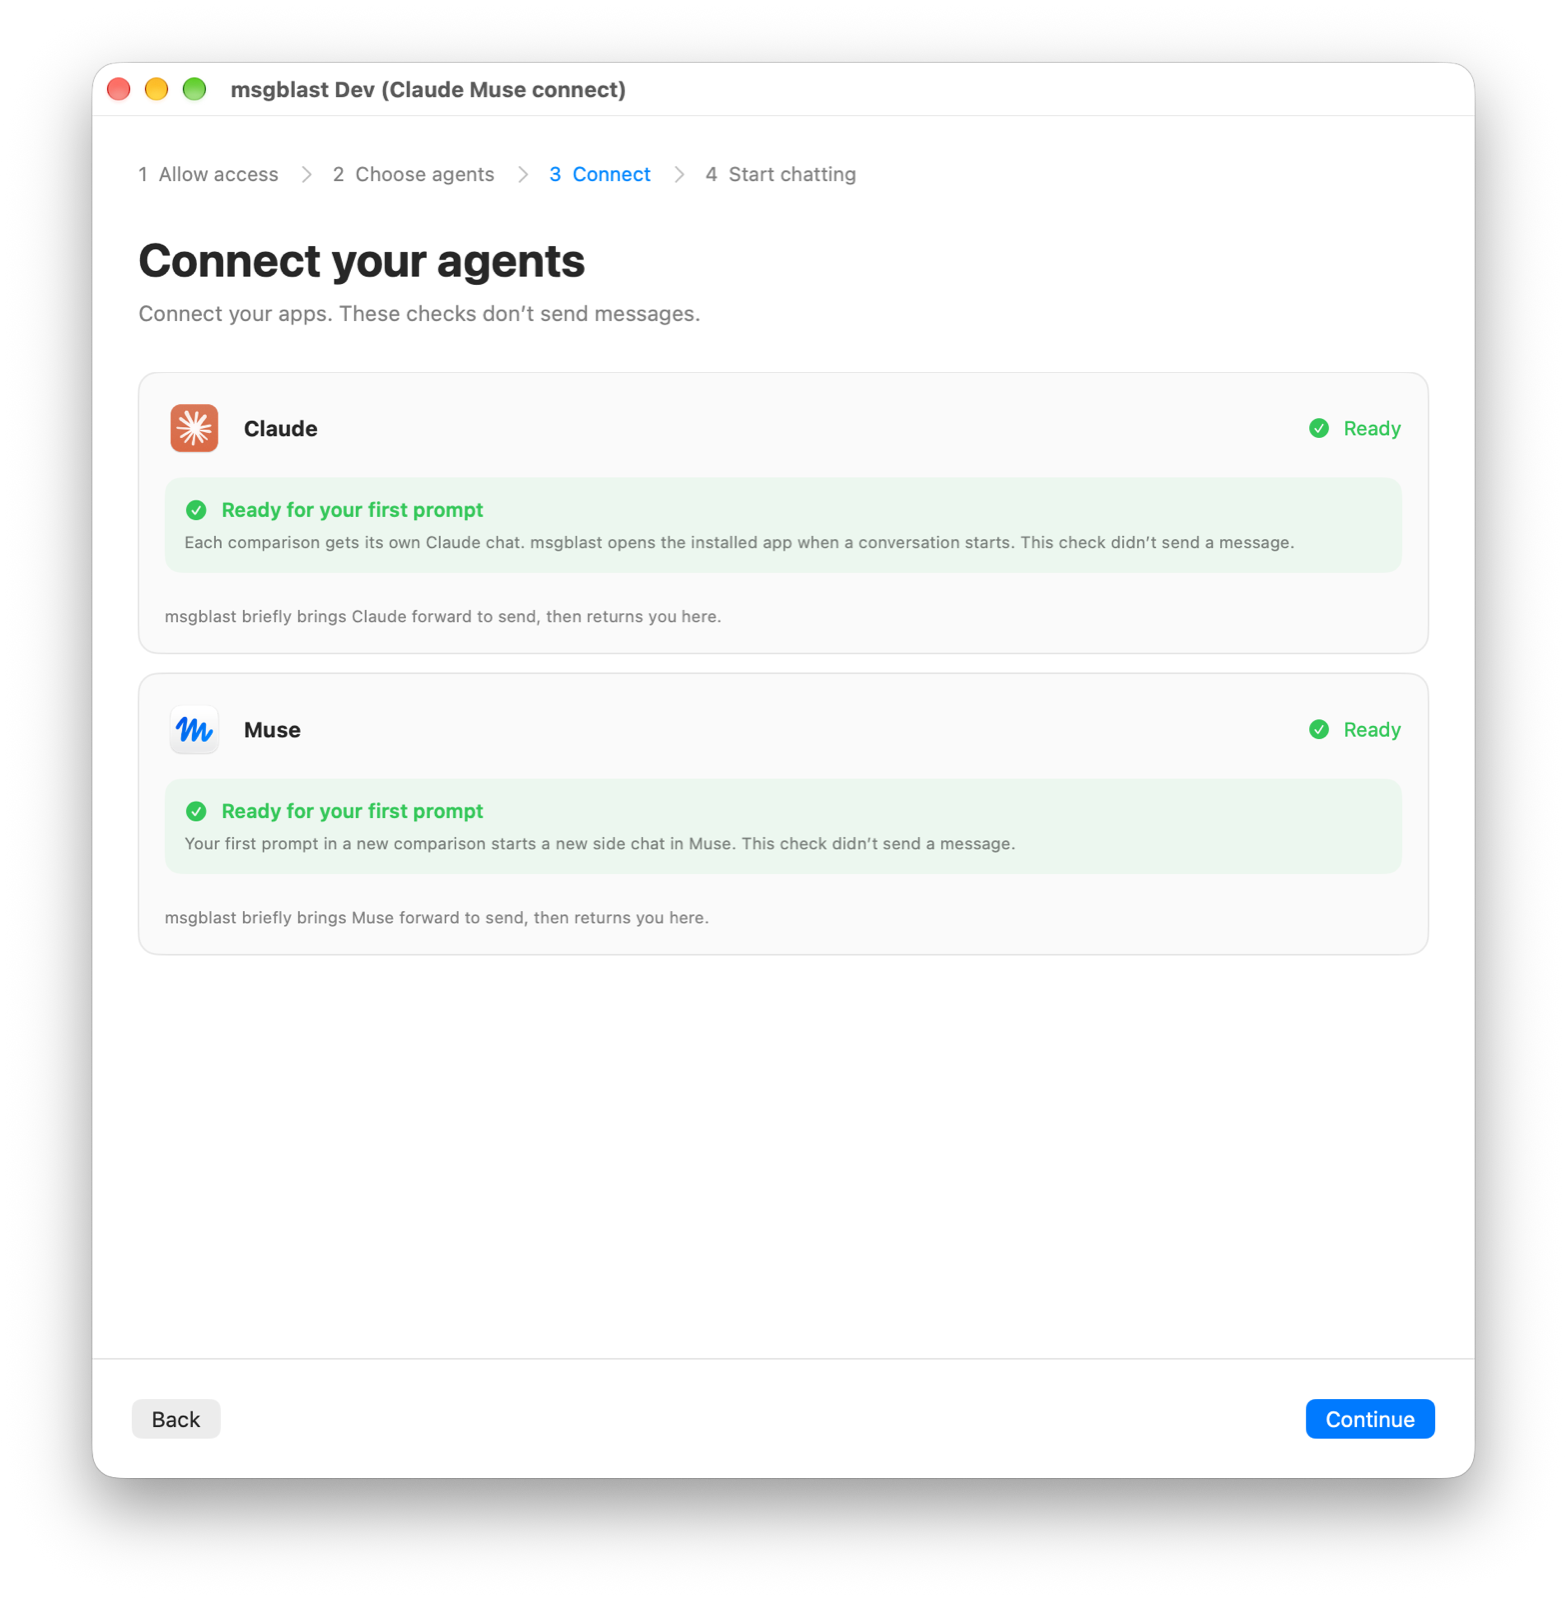 msgblast Dev (Claude Muse connect)
1 Allow access > 2 Choose agents > 3 Connect > 4 Start chatting
Connect your agents
Connect your apps. These checks don’t send messages.
Claude
Ready
Ready for your first prompt
Each comparison gets its own Claude chat. msgblast opens the installed app when a conversation starts. This check didn’t send a message.
msgblast briefly brings Claude forward to send, then returns you here.
Muse
Ready
Ready for your first prompt
Your first prompt in a new comparison starts a new side chat in Muse. This check didn’t send a message.
msgblast briefly brings Muse forward to send, then returns you here.
Back
Continue